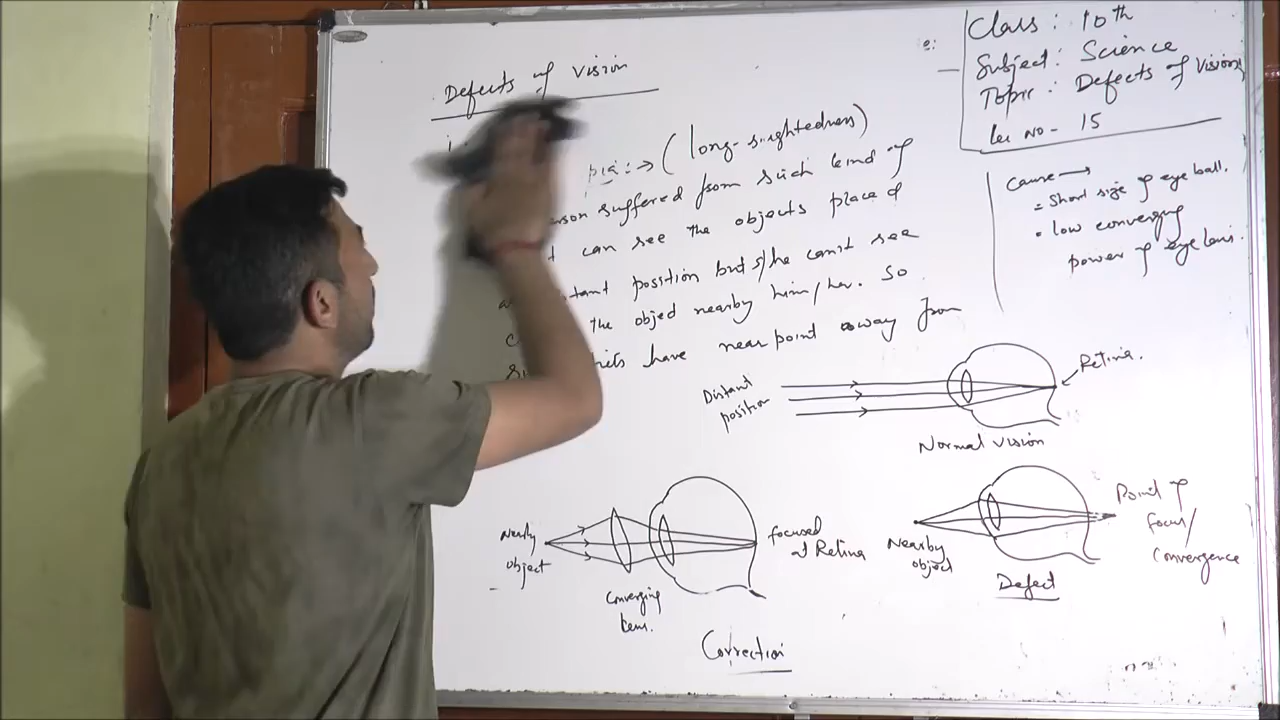 Defects of vision
pia :→ (long-sightedness)
suffered from such kind of
can see the objects place d
position but s/he can't see
the objed nearby him/her. So
have near point away from
Class : 10th
Subject : Science
Topic : Defects of Vision
Lec No - 15
Cause →
Short size of eye ball.
low converging
power of eye lens.
Distant
position
Retina.
Normal vision
Nearby
object
Converging
lens.
focused
at Retina
Correction
Nearby
object
Point of
focus/
Convergence
Defect